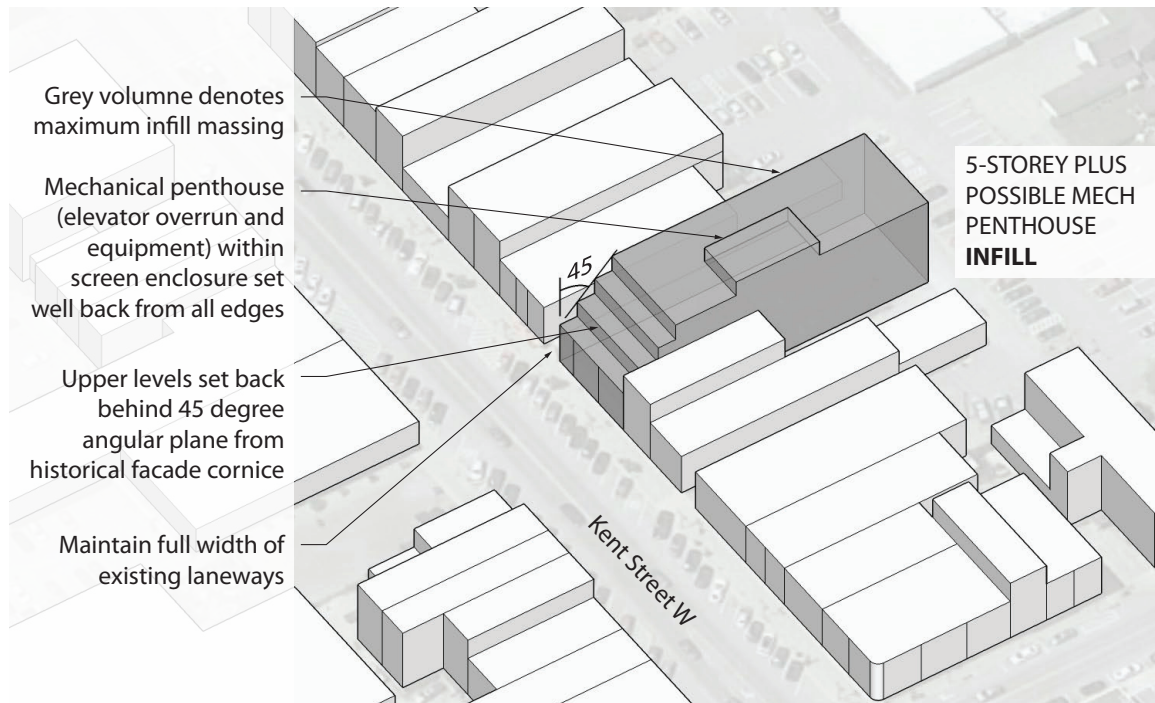 Grey volumne denotes
maximum infill massing
Mechanical penthouse
(elevator overrun and
equipment) within
screen enclosure set
well back from all edges
Upper levels set back
behind 45 degree
angular plane from
historical facade cornice
Maintain full width of
existing laneways
45
5-STOREY PLUS
POSSIBLE MECH
PENTHOUSE
INFILL
Kent Street W